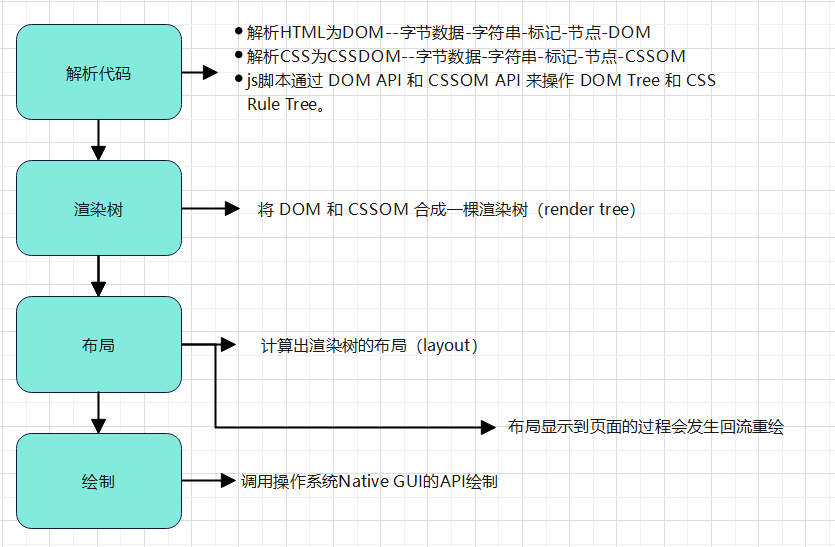 解析代码
解析HTML为DOM--字节数据-字符串-标记-节点-DOM
解析CSS为CSSDOM--字节数据-字符串-标记-节点-CSSOM
js脚本通过 DOM API 和 CSSOM API 来操作 DOM Tree 和 CSS
Rule Tree。
渲染树
将 DOM 和 CSSOM 合成一棵渲染树（render tree）
布局
计算出渲染树的布局（layout）
布局显示到页面的过程会发生回流重绘
绘制
调用操作系统Native GUI的API绘制